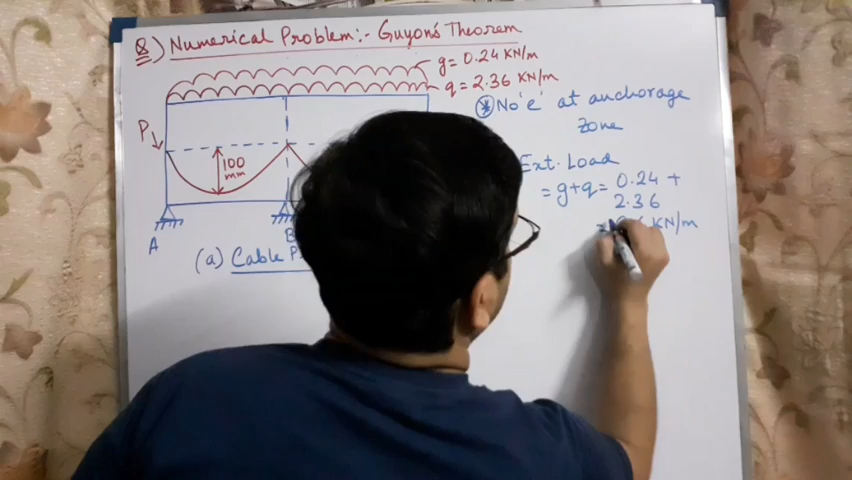 Q) Numerical Problem:- Guyon's Theorem
g = 0.24 KN/m
q = 2.36 KN/m
* No 'e' at anchorage
zone
P
100
mm
Ext. Load
= g+q = 0.24 +
2.36
KN/m
A
B
(a) Cable